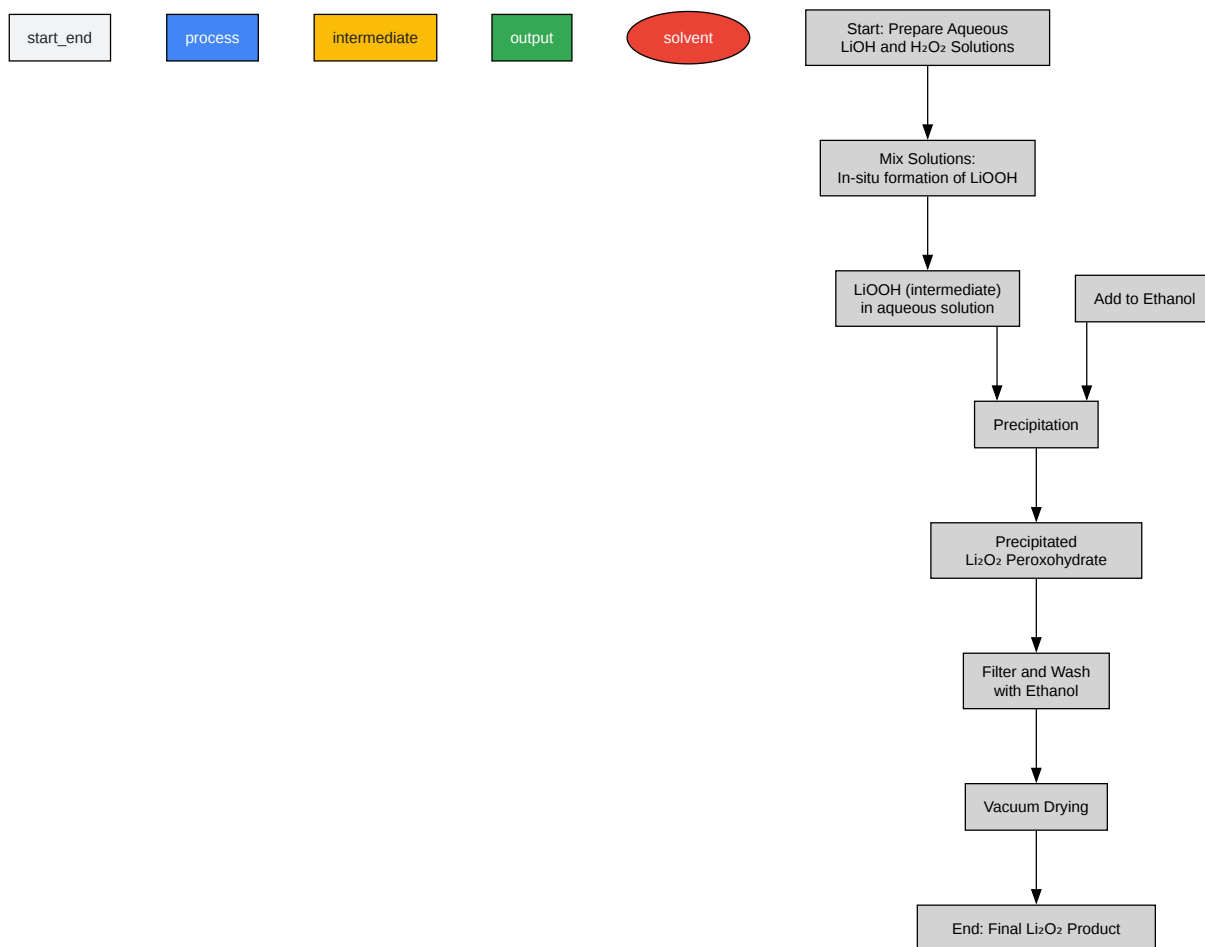 start_end
process
intermediate
output
solvent
Start: Prepare Aqueous
LiOH and H₂O₂ Solutions
Mix Solutions:
In-situ formation of LiOOH
LiOOH (intermediate)
in aqueous solution
Add to Ethanol
Precipitation
Precipitated
Li₂O₂ Peroxohydrate
Filter and Wash
with Ethanol
Vacuum Drying
End: Final Li₂O₂ Product